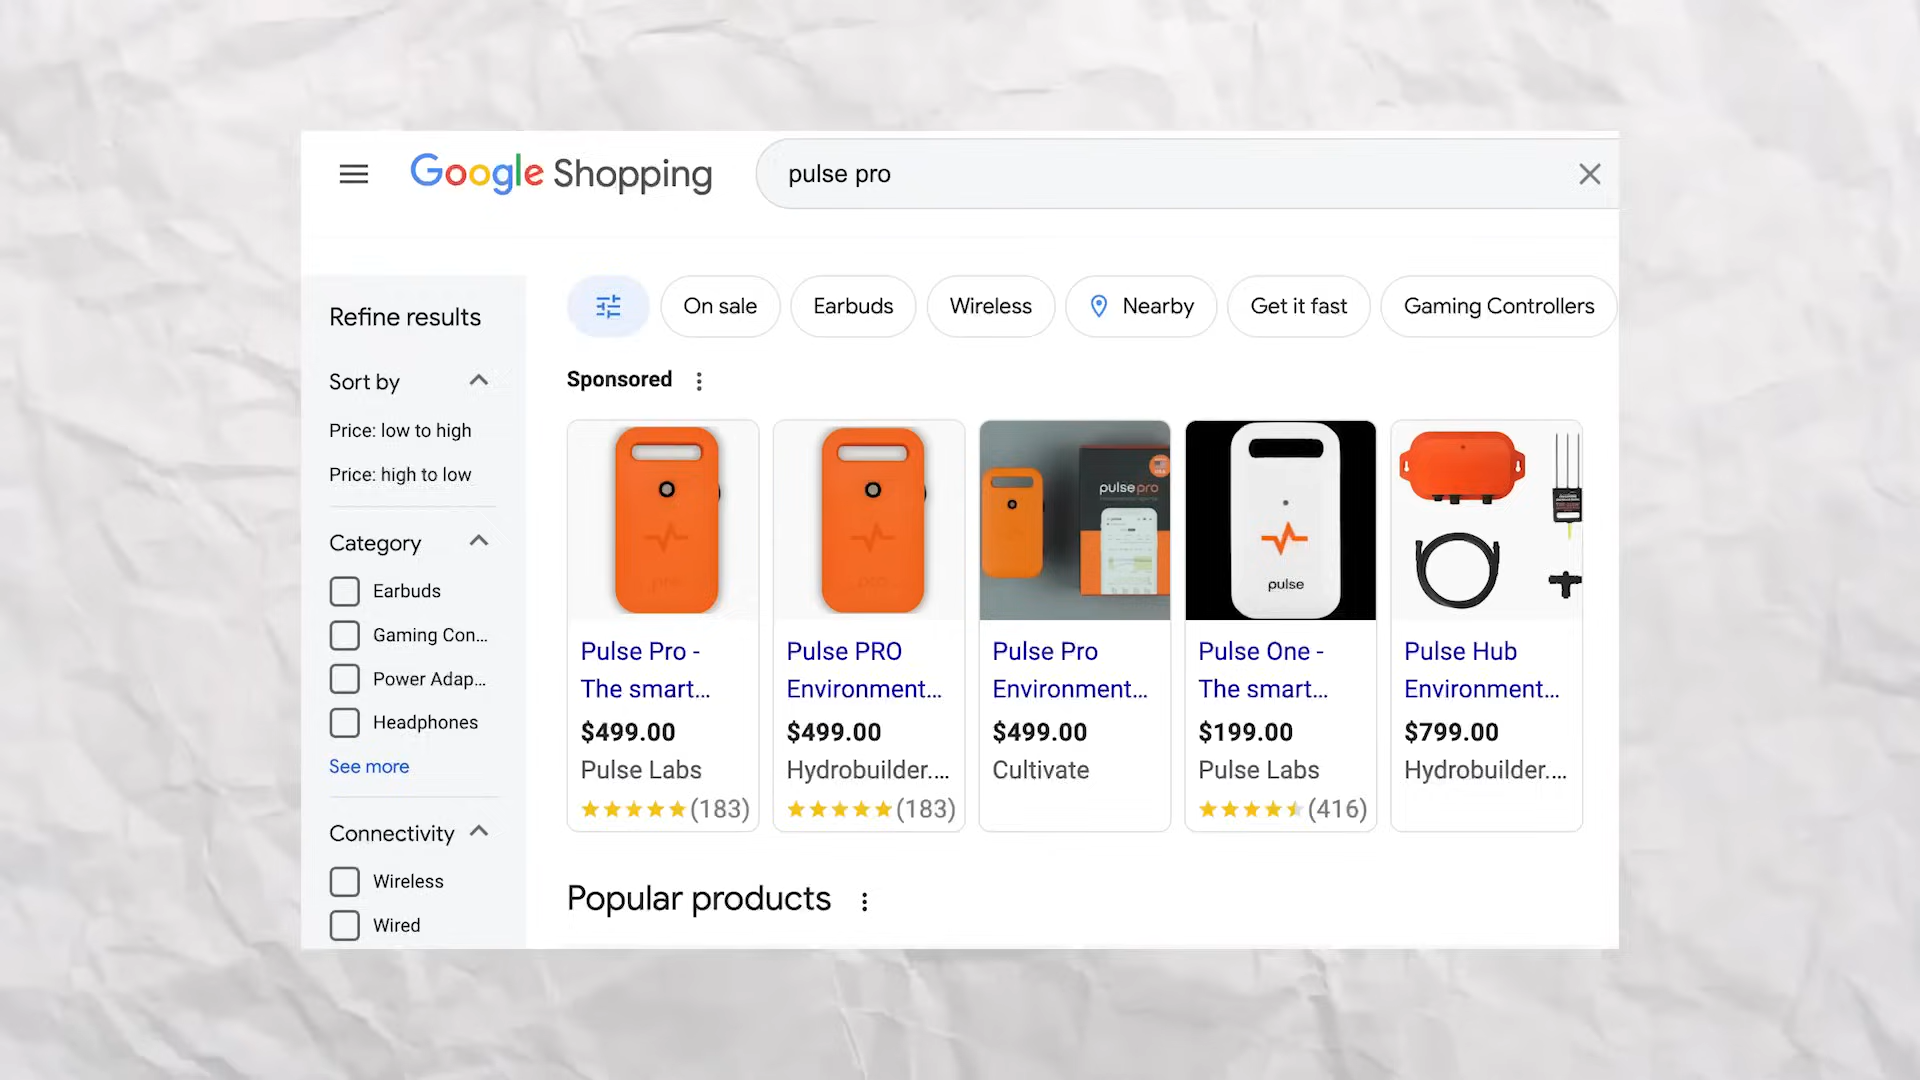 Google Shopping
pulse pro
Refine results
Sort by
Price: low to high
Price: high to low
Category
Earbuds
Gaming Con...
Power Adap...
Headphones
See more
Connectivity
Wireless
Wired
On sale
Earbuds
Wireless
Nearby
Get it fast
Gaming Controllers
Sponsored
Pulse Pro -
The smart...
$499.00
Pulse Labs
(183)
Pulse PRO
Environment...
$499.00
Hydrobuilder....
(183)
pulse pro
Pulse Pro
Environment...
$499.00
Cultivate
pulse
Pulse One -
The smart...
$199.00
Pulse Labs
(416)
Pulse Hub
Environment...
$799.00
Hydrobuilder....
Popular products